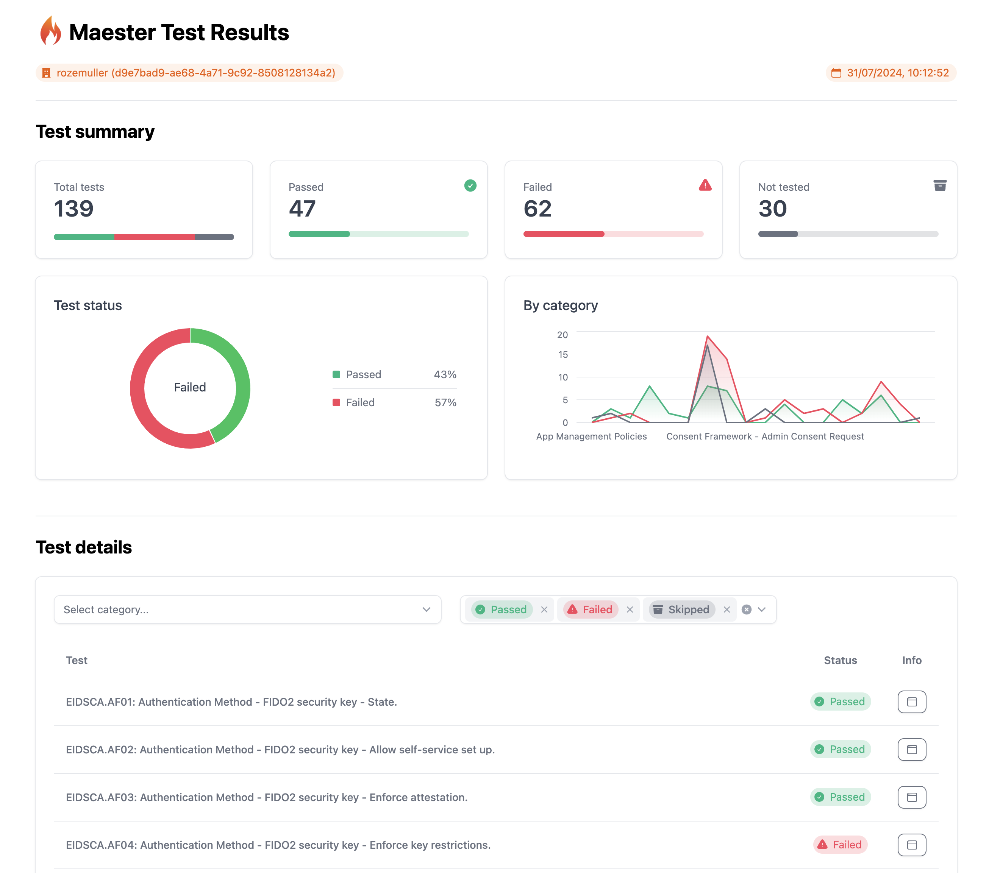 Maester Test Results
rozemuller (d9e7bad9-ae68-4a71-9c92-8508128134a2)
31/07/2024, 10:12:52
Test summary
Total tests
139
Passed
47
Failed
62
Not tested
30
Test status
Failed
Passed 43%
Failed 57%
By category
20
15
10
5
0
App Management Policies
Consent Framework - Admin Consent Request
Test details
Select category...
Passed
Failed
Skipped
Test Status Info
EIDSCA.AF01: Authentication Method - FIDO2 security key - State. Passed
EIDSCA.AF02: Authentication Method - FIDO2 security key - Allow self-service set up. Passed
EIDSCA.AF03: Authentication Method - FIDO2 security key - Enforce attestation. Passed
EIDSCA.AF04: Authentication Method - FIDO2 security key - Enforce key restrictions. Failed